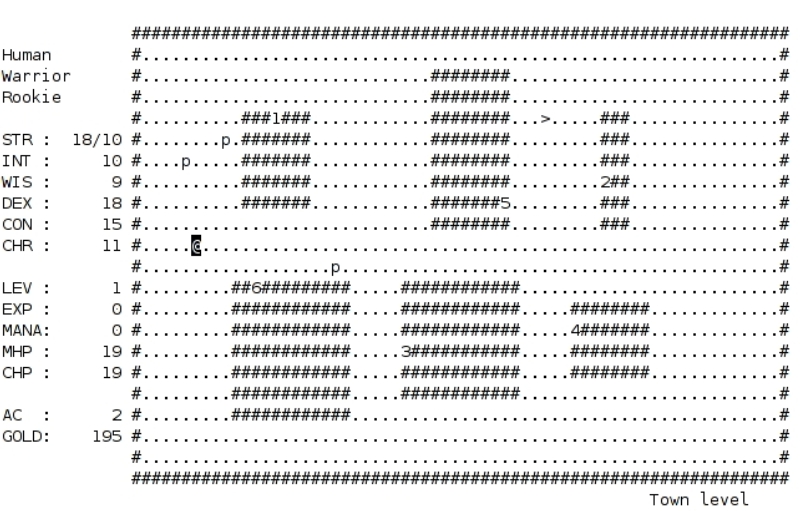 ##################################################################
Human        #................................................................#
Warrior      #.............................########...........................#
Rookie       #.............................########...........................#
             #..........###1###............########...>.....###...............#
STR :  18/10 #........p.#######............########.........###...............#
INT :     10 #....p.....#######............########.........###...............#
WIS :      9 #..........#######............########.........2##...............#
DEX :     18 #..........#######............#######5.........###...............#
CON :     15 #.............................########.........###...............#
CHR :     11 #.....@..........................................................#
             #...................p............................................#
LEV :      1 #.........##6#########.....############..........................#
EXP :      0 #.........############.....############.....########.............#
MANA:      0 #.........############.....############.....4#######.............#
MHP :     19 #.........############.....3###########.....########.............#
CHP :     19 #.........############.....############.....########.............#
             #.........############.....############..........................#
AC  :      2 #.........############...........................................#
GOLD:    195 #................................................................#
             #................................................................#
             ##################################################################
Town level